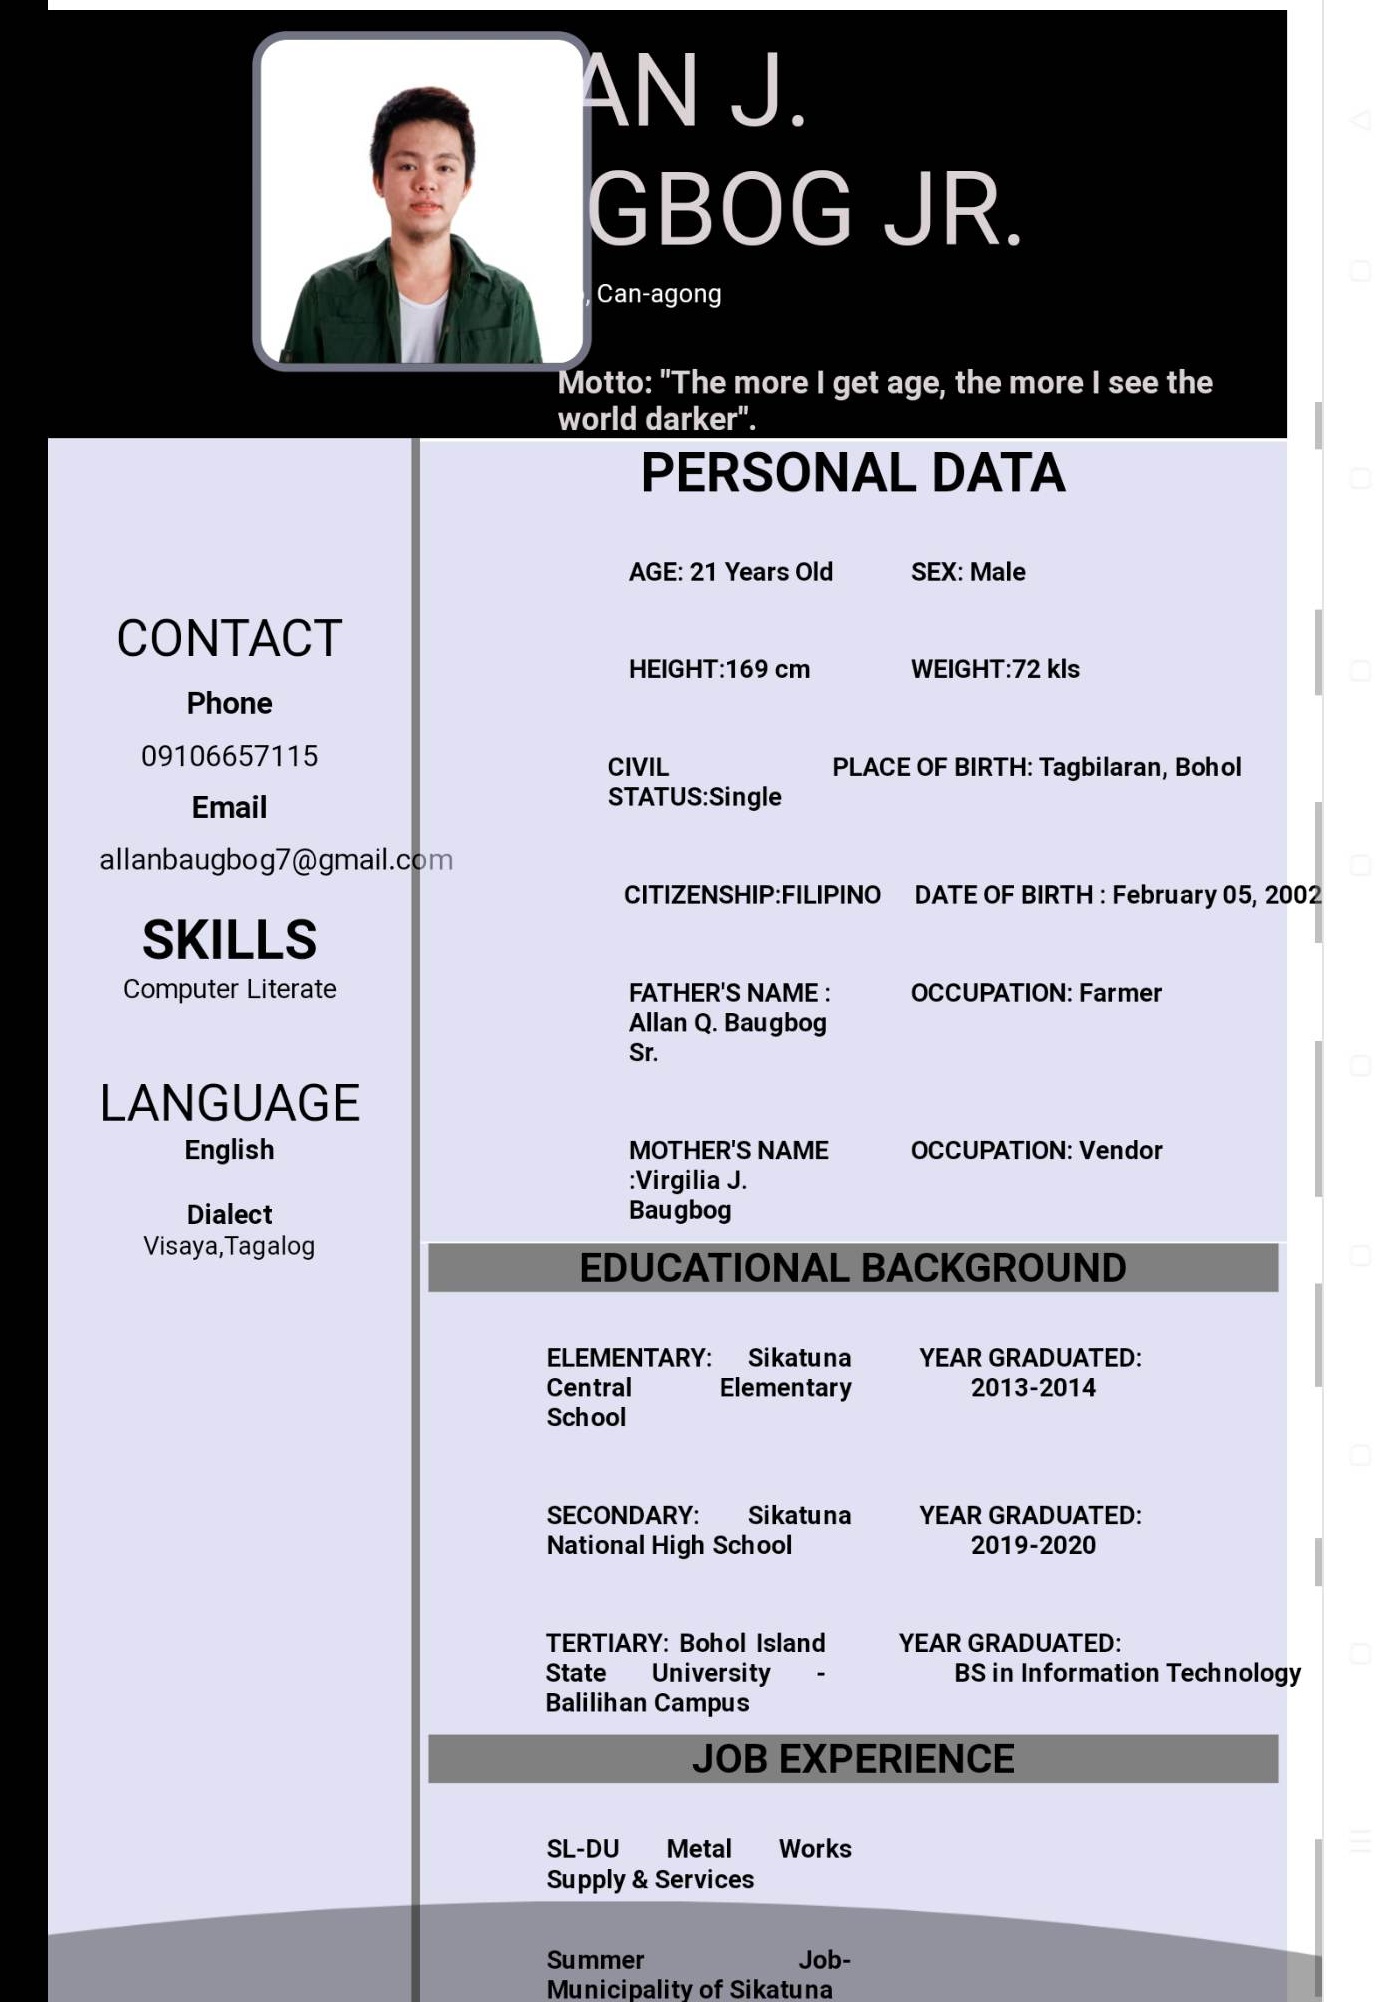 AN J.
GBOG JR.
, Can-agong
Motto: "The more I get age, the more I see the
world darker".
CONTACT
Phone
09106657115
Email
allanbaugbog7@gmail.com
SKILLS
Computer Literate
LANGUAGE
English
Dialect
Visaya,Tagalog
PERSONAL DATA
AGE: 21 Years Old SEX: Male
HEIGHT:169 cm WEIGHT:72 kls
CIVIL PLACE OF BIRTH: Tagbilaran, Bohol
STATUS:Single
CITIZENSHIP:FILIPINO DATE OF BIRTH : February 05, 2002
FATHER'S NAME : OCCUPATION: Farmer
Allan Q. Baugbog
Sr.
MOTHER'S NAME OCCUPATION: Vendor
:Virgilia J.
Baugbog
EDUCATIONAL BACKGROUND
ELEMENTARY: Sikatuna YEAR GRADUATED:
Central Elementary 2013-2014
School
SECONDARY: Sikatuna YEAR GRADUATED:
National High School 2019-2020
TERTIARY: Bohol Island YEAR GRADUATED:
State University - BS in Information Technology
Balilihan Campus
JOB EXPERIENCE
SL-DU Metal Works
Supply & Services
Summer Job-
Municipality of Sikatuna